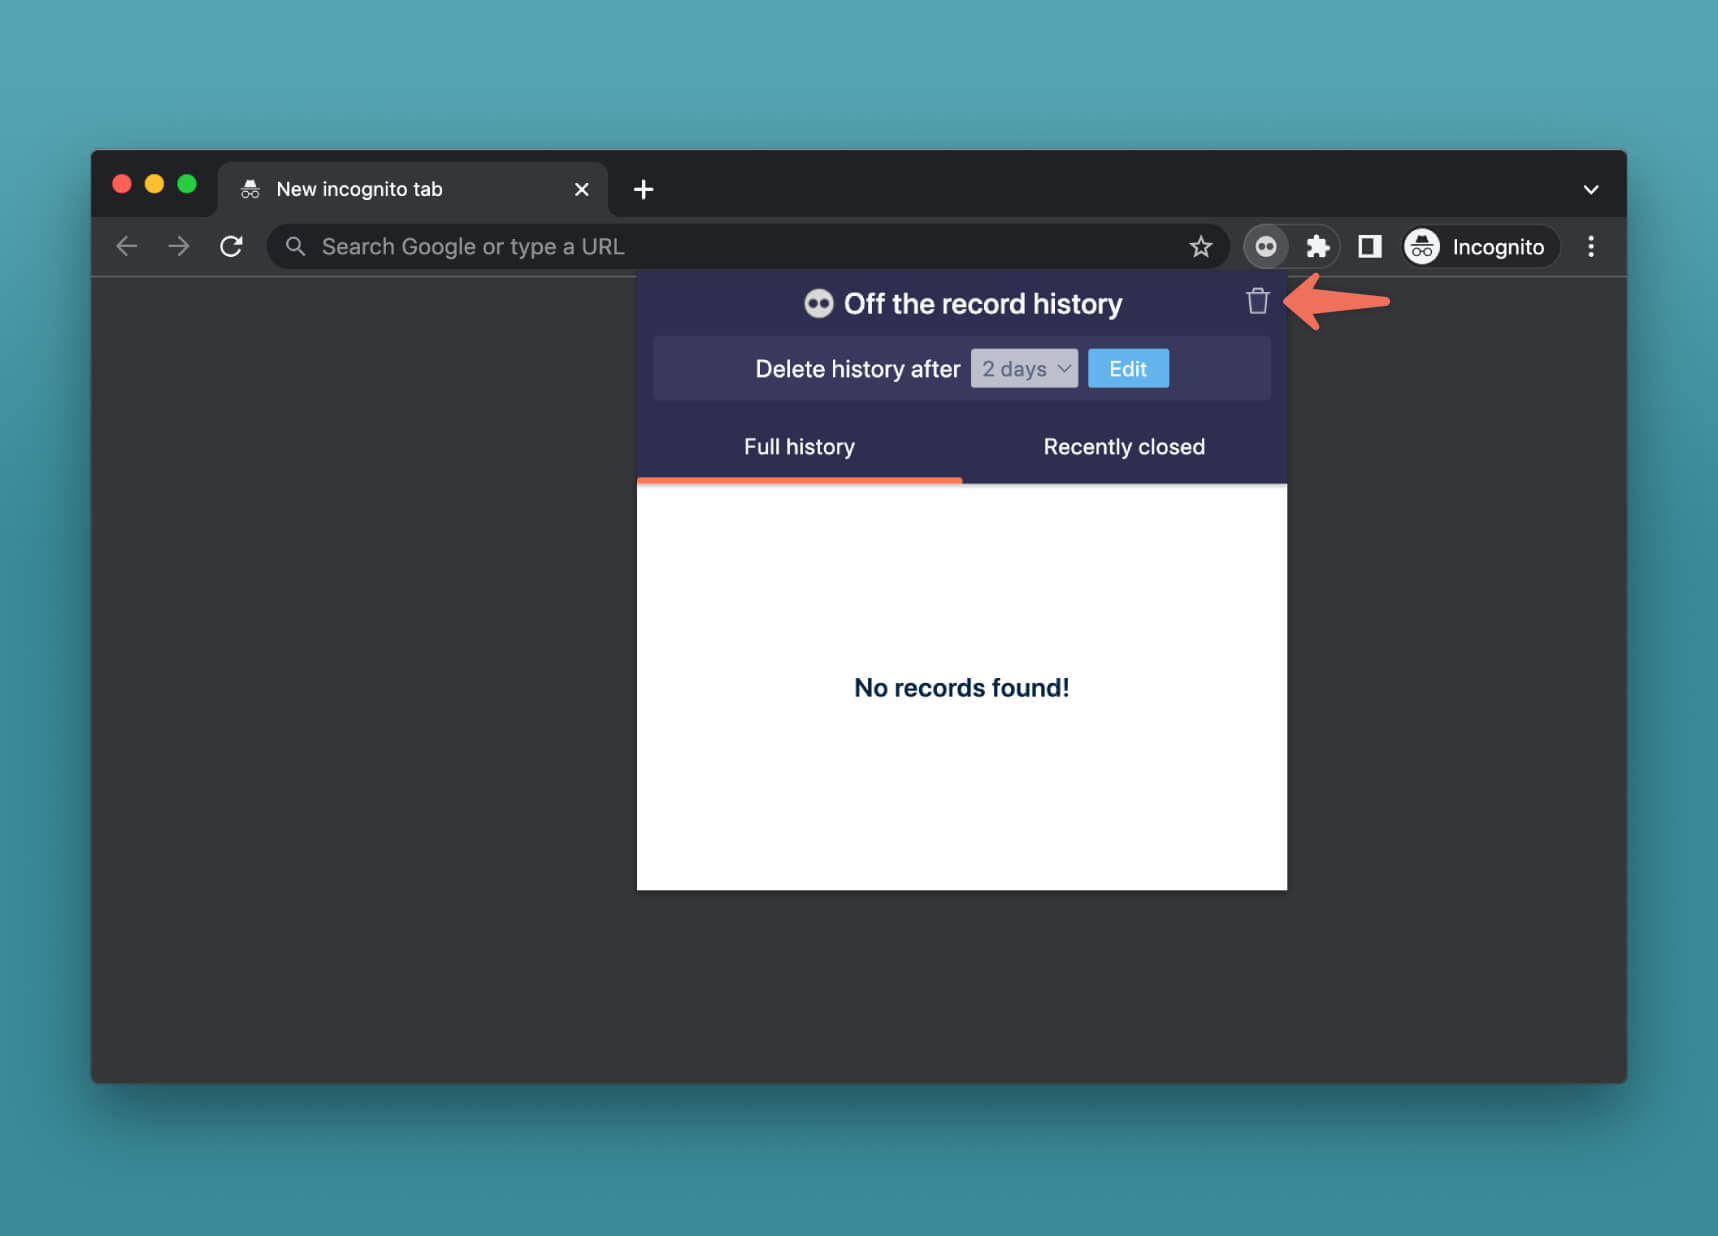 New incognito tab
Search Google or type a URL
Incognito
Off the record history
Delete history after 2 days Edit
Full history Recently closed
No records found!